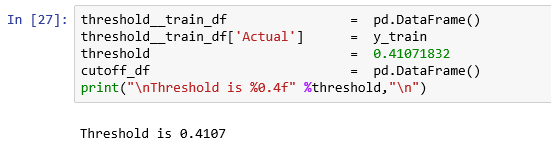 In [27]: threshold__train_df = pd.DataFrame()
threshold__train_df['Actual'] = y_train
threshold = 0.41071832
cutoff_df = pd.DataFrame()
print("\nThreshold is %0.4f" %threshold,"\n")
Threshold is 0.4107